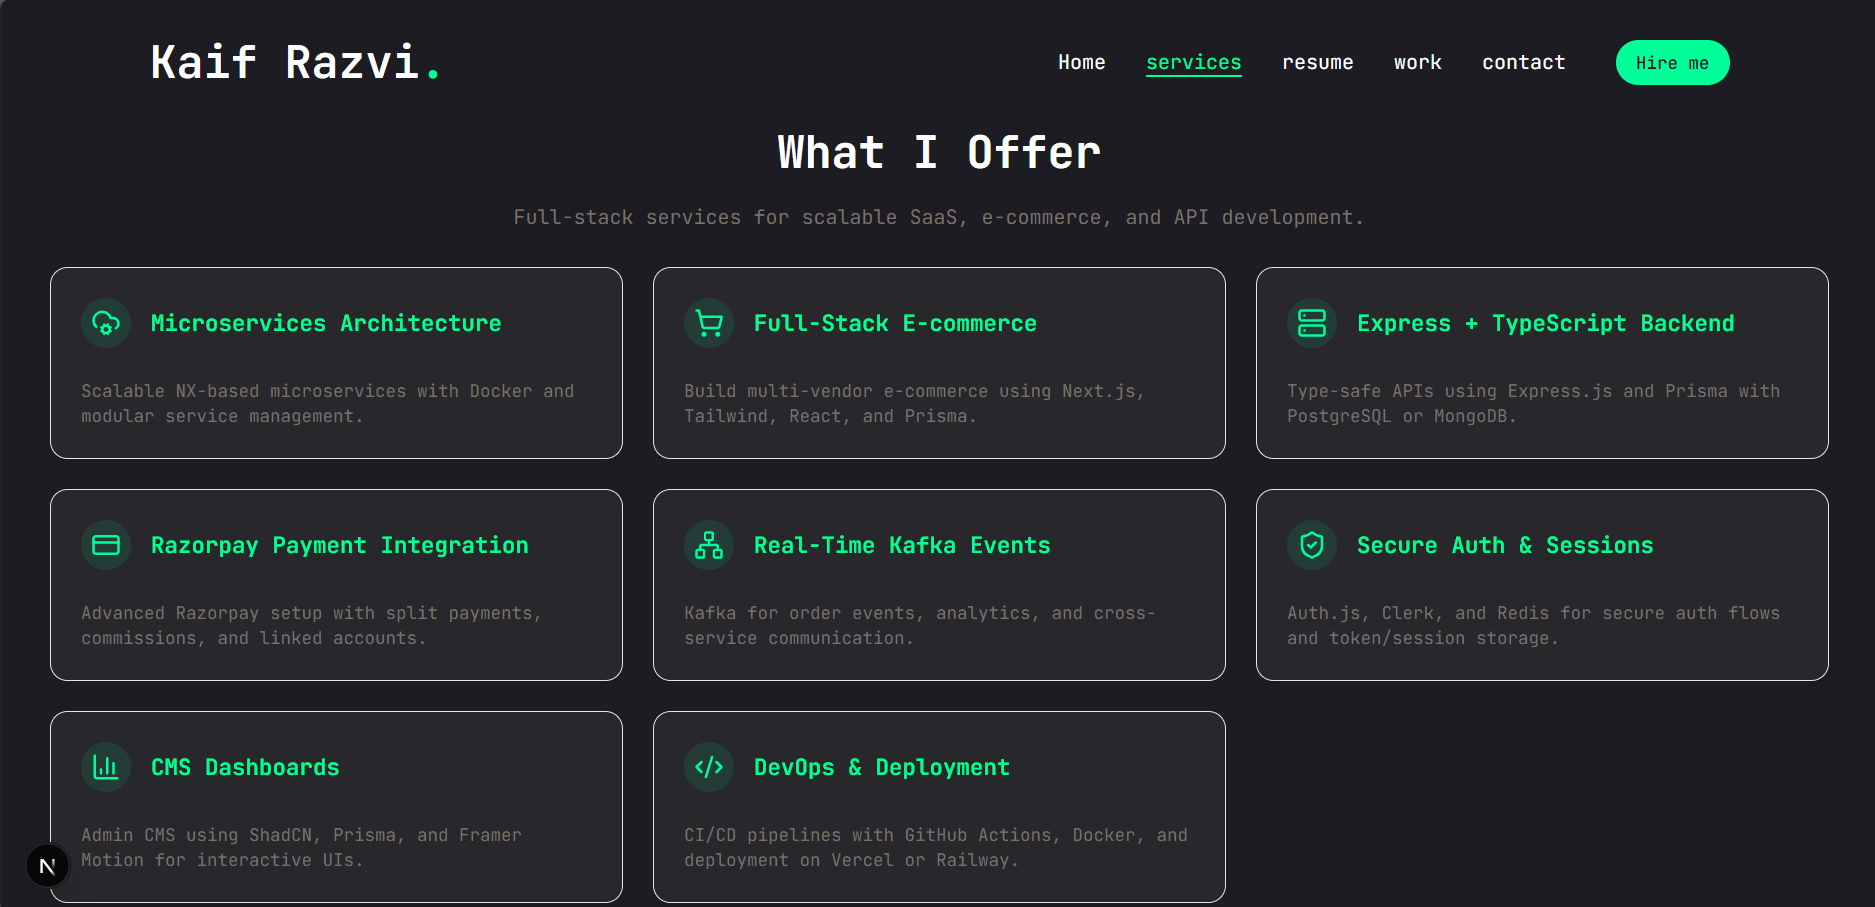 Kaif Razvi.
Home
services
resume
work
contact
Hire me
What I Offer
Full-stack services for scalable SaaS, e-commerce, and API development.
Microservices Architecture
Scalable NX-based microservices with Docker and
modular service management.
Full-Stack E-commerce
Build multi-vendor e-commerce using Next.js,
Tailwind, React, and Prisma.
Express + TypeScript Backend
Type-safe APIs using Express.js and Prisma with
PostgreSQL or MongoDB.
Razorpay Payment Integration
Advanced Razorpay setup with split payments,
commissions, and linked accounts.
Real-Time Kafka Events
Kafka for order events, analytics, and cross-
service communication.
Secure Auth & Sessions
Auth.js, Clerk, and Redis for secure auth flows
and token/session storage.
CMS Dashboards
Admin CMS using ShadCN, Prisma, and Framer
Motion for interactive UIs.
DevOps & Deployment
CI/CD pipelines with GitHub Actions, Docker, and
deployment on Vercel or Railway.
N